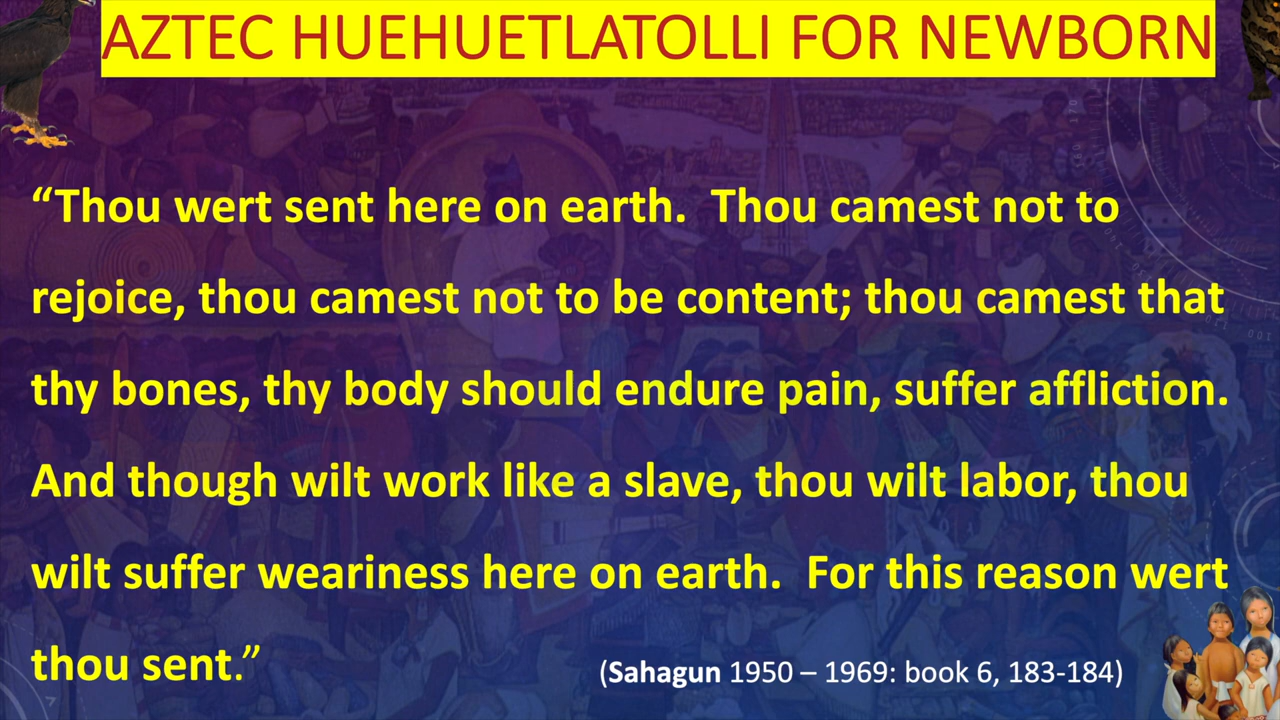 AZTEC HUEHUETLATOLLI FOR NEWBORN
“Thou wert sent here on earth.  Thou camest not to
rejoice, thou camest not to be content; thou camest that
thy bones, thy body should endure pain, suffer affliction.
And though wilt work like a slave, thou wilt labor, thou
wilt suffer weariness here on earth.  For this reason wert
thou sent.”
(Sahagun 1950 – 1969: book 6, 183-184)